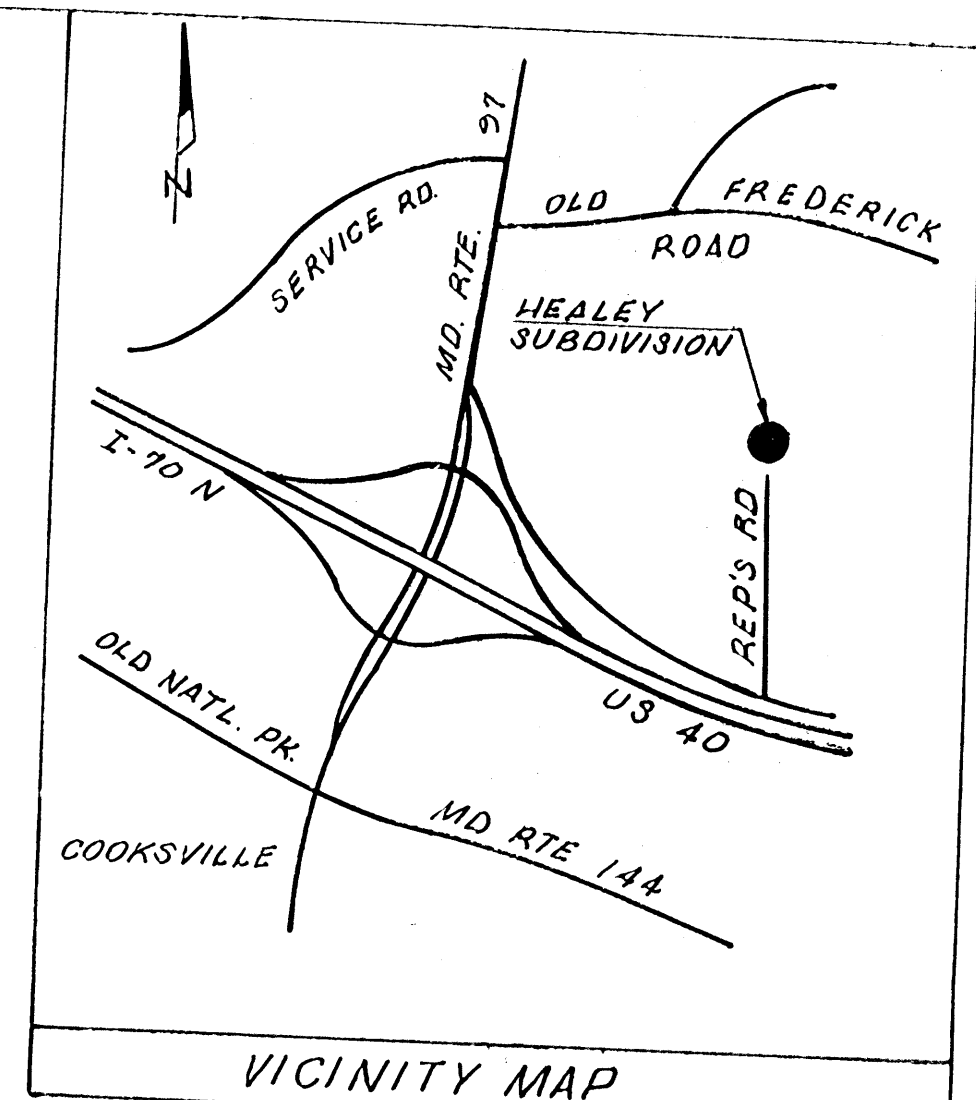 N
MD. RTE. 97
SERVICE RD.
OLD FREDERICK
ROAD
HEALEY
SUBDIVISION
I-70 N
REP'S RD
OLD NATL. PK.
US 40
MD RTE 144
COOKSVILLE
VICINITY MAP